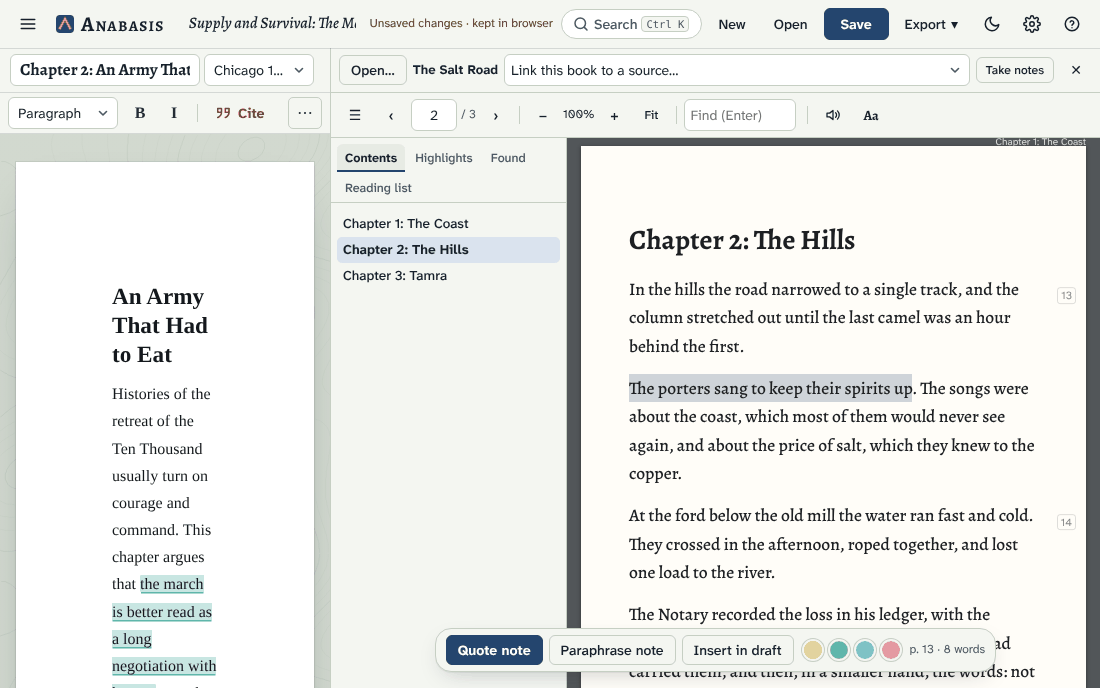 Anabasis
Supply and Survival: The
Unsaved changes · kept in browser
Search Ctrl K
New
Open
Save
Export ▾
Chapter 2: An Army That
Chicago 1...
Open...
The Salt Road
Link this book to a source...
Take notes
✕
Paragraph
B
I
Cite
...
2 / 3
100%
Fit
Find (Enter)
Aa
Contents
Highlights
Found
Reading list
Chapter 1: The Coast
Chapter 2: The Hills
Chapter 3: Tamra
An Army
That Had
to Eat
Histories of the
retreat of the
Ten Thousand
usually turn on
courage and
command. This
chapter argues
that the march
is better read as
a long
negotiation with
Chapter 1: The Coast
Chapter 2: The Hills
In the hills the road narrowed to a single track, and the
13
column stretched out until the last camel was an hour
behind the first.
The porters sang to keep their spirits up. The songs were
about the coast, which most of them would never see
again, and about the price of salt, which they knew to the
copper.
At the ford below the old mill the water ran fast and cold.
14
They crossed in the afternoon, roped together, and lost
one load to the river.
The Notary recorded the loss in his ledger, with the
carried them, and then, in a smaller hand, the words: not
Quote note
Paraphrase note
Insert in draft
p. 13 · 8 words